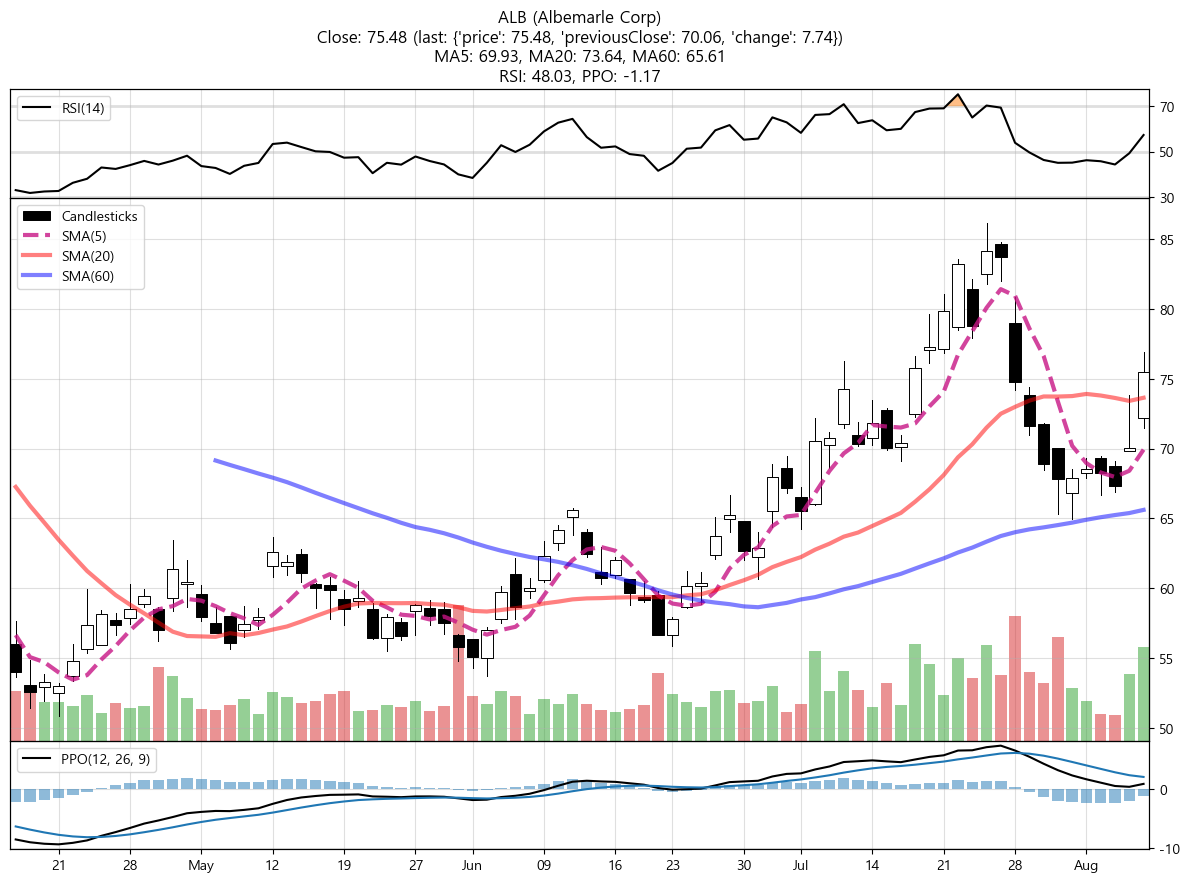 ALB (Albemarle Corp)
Close: 75.48 (last: {'price': 75.48, 'previousClose': 70.06, 'change': 7.74})
MA5: 69.93, MA20: 73.64, MA60: 65.61
RSI: 48.03, PPO: -1.17
RSI(14)
70
50
30
Candlesticks
SMA(5)
SMA(20)
SMA(60)
85
80
75
70
65
60
55
50
PPO(12, 26, 9)
0
-10
21 28 May 12 19 27 Jun 09 16 23 30 Jul 14 21 28 Aug